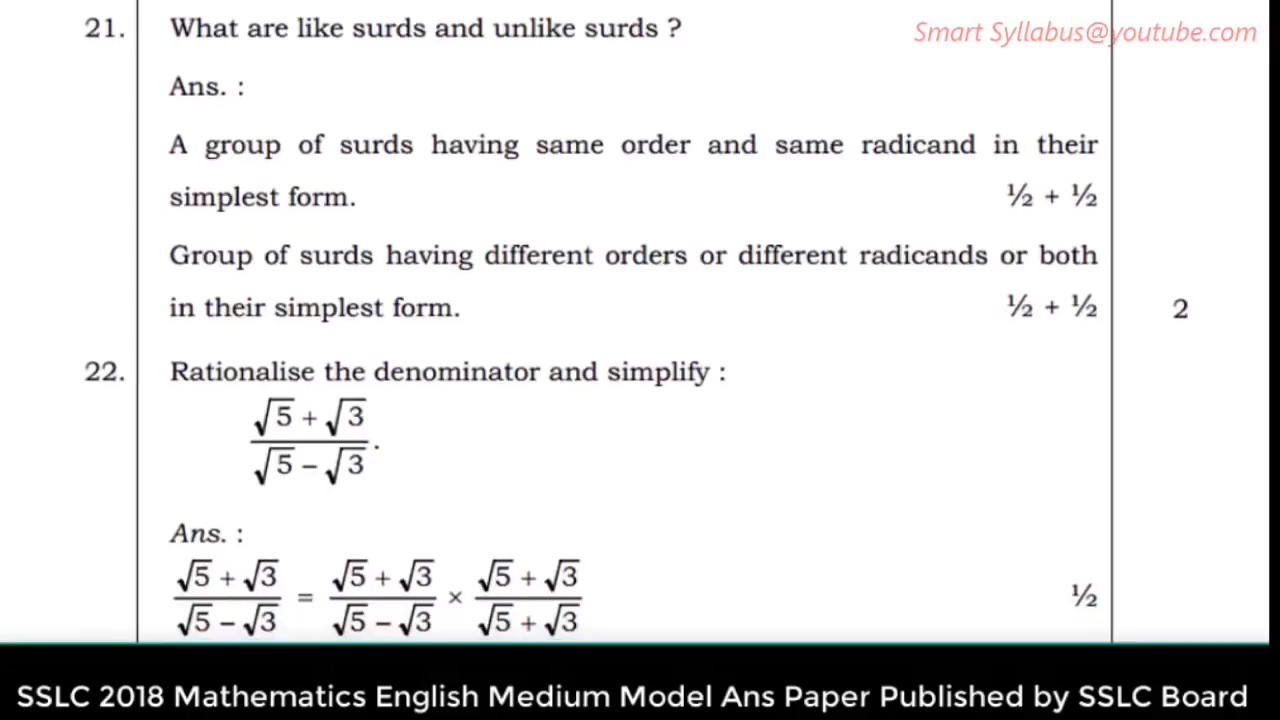 Smart Syllabus@youtube.com
21. What are like surds and unlike surds ?
Ans. :
A group of surds having same order and same radicand in their
simplest form. ½ + ½
Group of surds having different orders or different radicands or both
in their simplest form. ½ + ½ 2
22. Rationalise the denominator and simplify :
(√5 + √3)/(√5 − √3).
Ans. :
(√5 + √3)/(√5 − √3) = (√5 + √3)/(√5 − √3) × (√5 + √3)/(√5 + √3) ½
SSLC 2018 Mathematics English Medium Model Ans Paper Published by SSLC Board